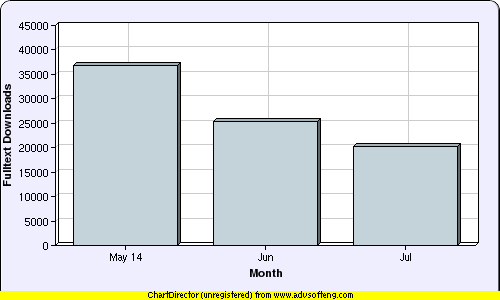 Fulltext Downloads
45000
40000
35000
30000
25000
20000
15000
10000
5000
0
May 14 Jun Jul
Month
ChartDirector (unregistered) from www.advsofteng.com